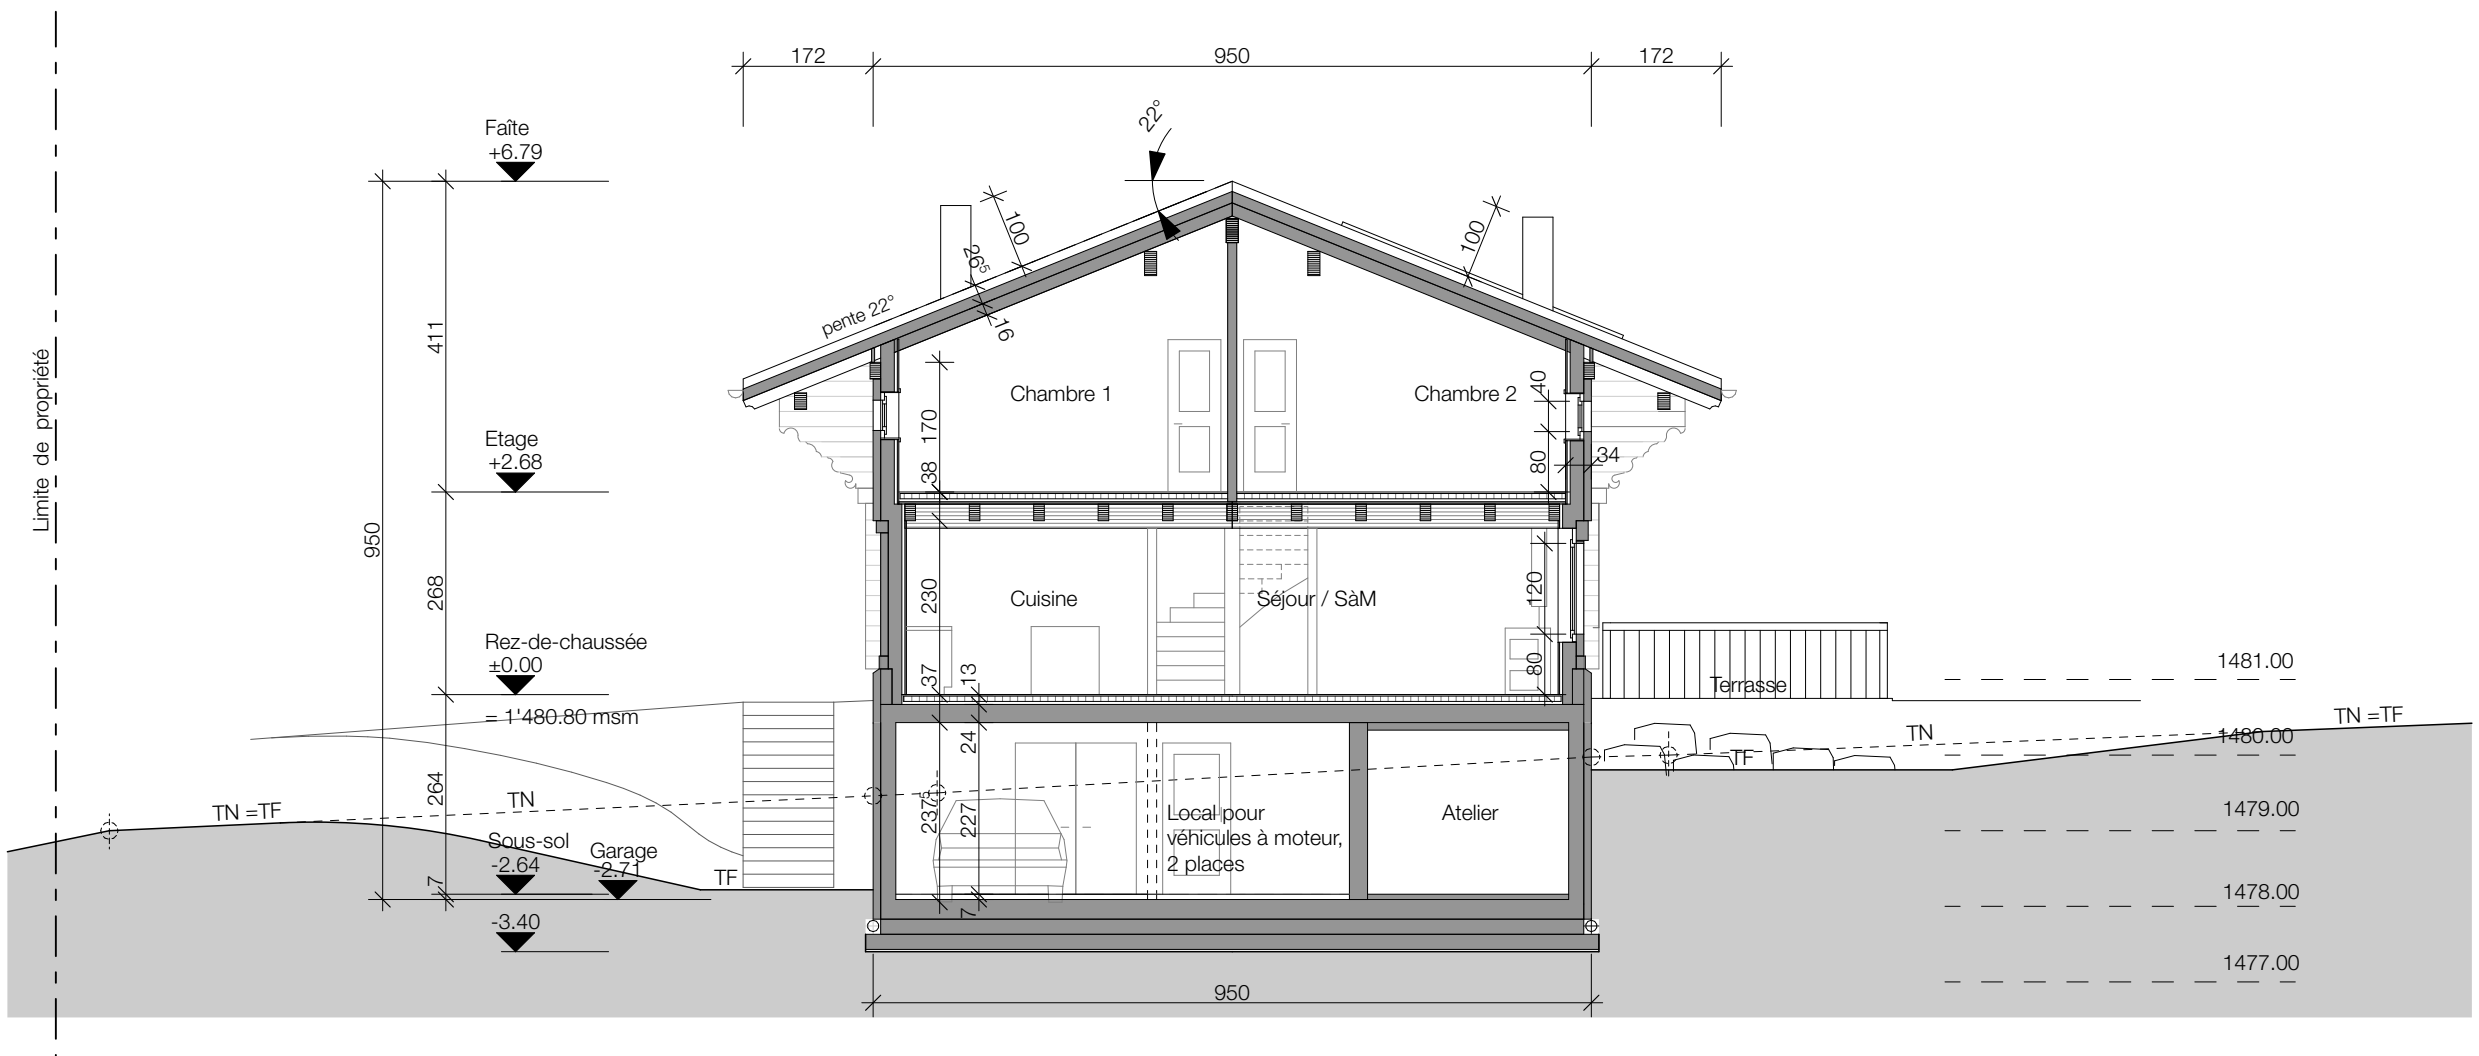 172
950
172
22°
Faîte
+6.79
100
100
26⁵
16
pente 22°
411
Limite de propriété
Chambre 1
Chambre 2
40
170
Etage
+2.68
38
80
34
950
268
230
Cuisine
Séjour / SàM
120
Rez-de-chaussée
±0.00
= 1'480.80 msm
37
13
80
Terrasse
1481.00
TN =TF
24
TN
1480.00
TF
264
TN
TN =TF
237⁵
227
Local pour
véhicules à moteur,
2 places
Atelier
1479.00
Sous-sol
-2.64
Garage
-2.71
TF
7
7
1478.00
-3.40
1477.00
950